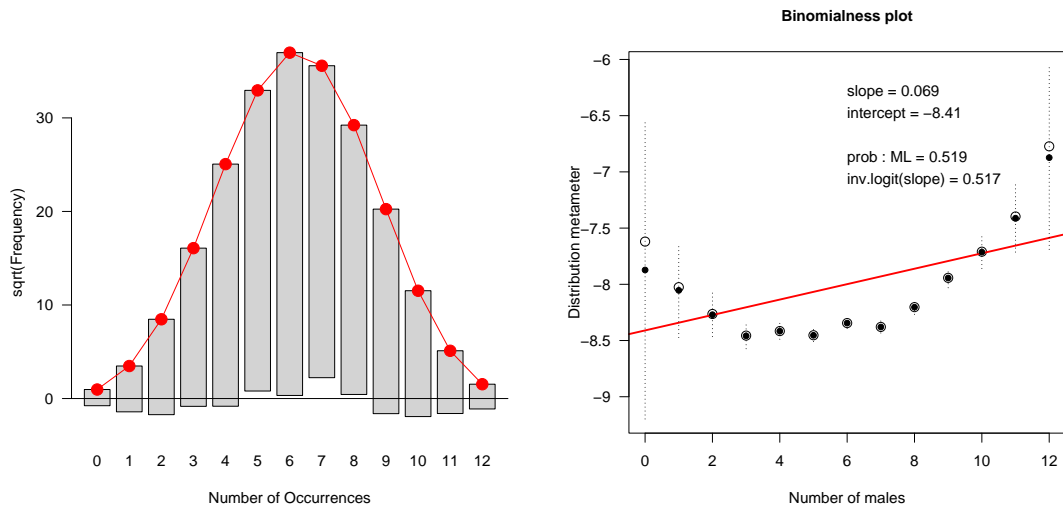 sqrt(Frequency)
30
20
10
0
0 1 2 3 4 5 6 7 8 9 10 11 12
Number of Occurrences
Binomialness plot
Distribution metameter
−6
−6.5
−7
−7.5
−8
−8.5
−9
slope = 0.069
intercept = −8.41
prob : ML = 0.519
inv.logit(slope) = 0.517
0 2 4 6 8 10 12
Number of males